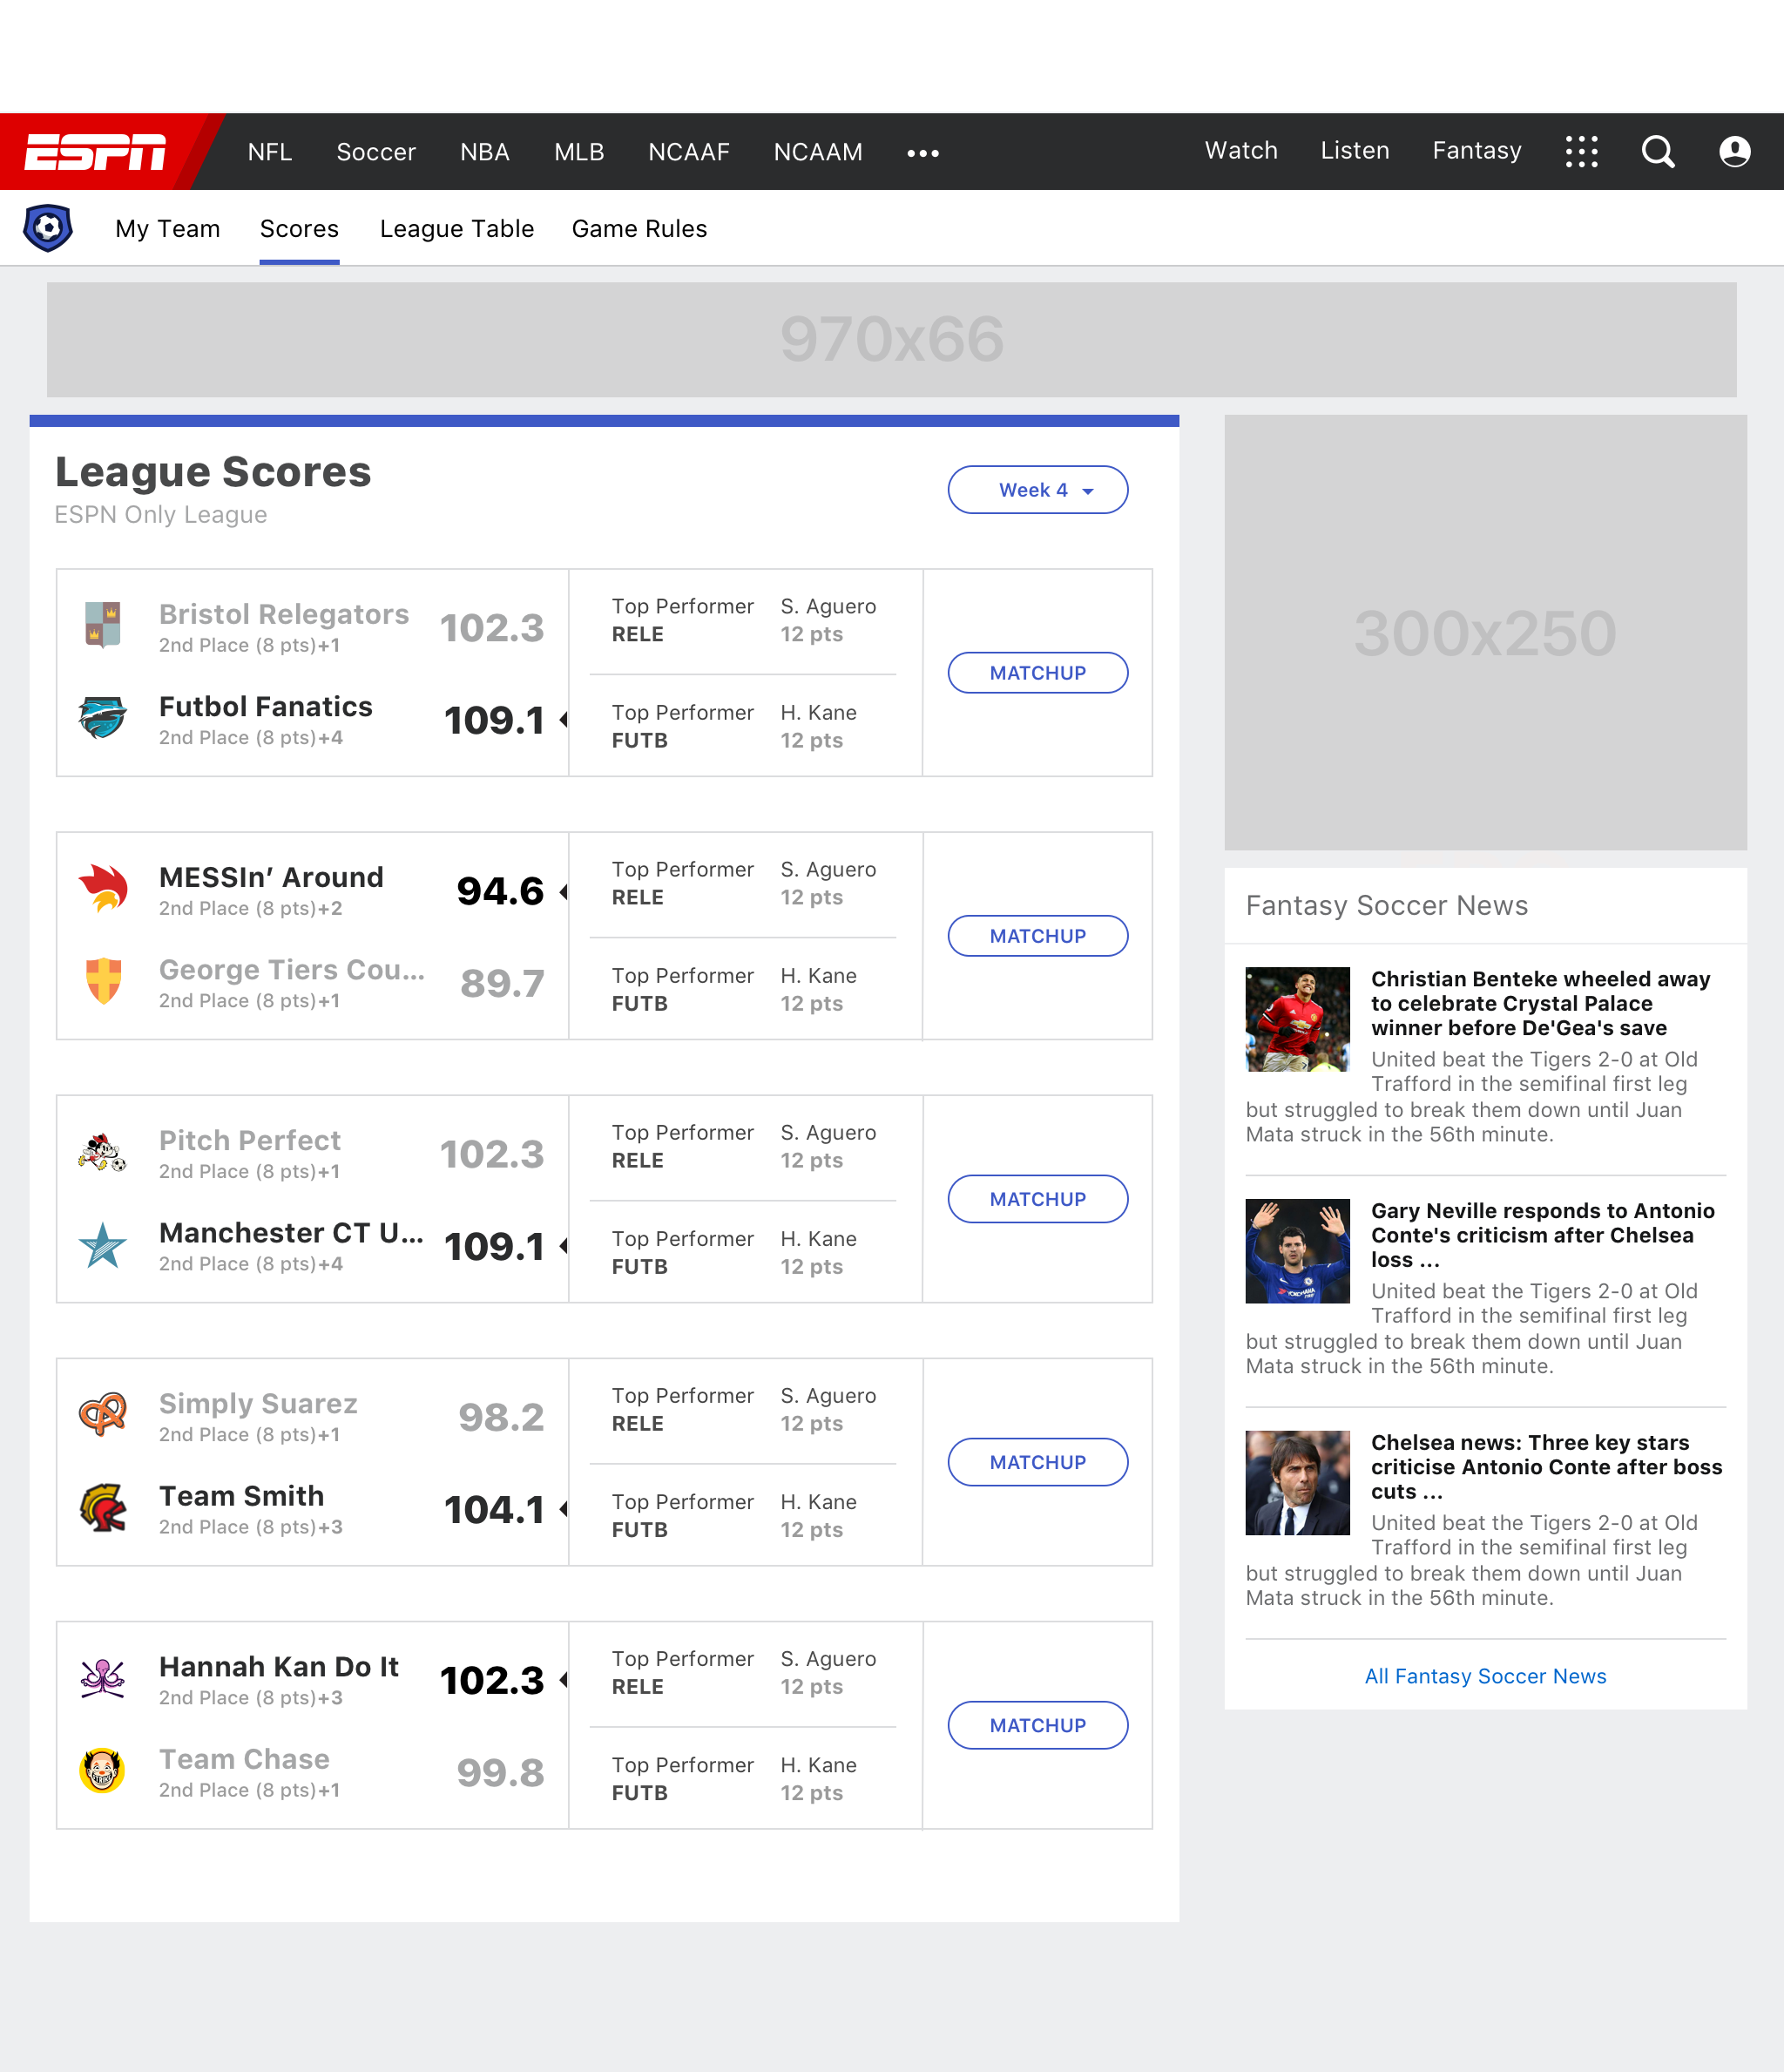 ESPN
NFL Soccer NBA MLB NCAAF NCAAM
Watch Listen Fantasy
My Team Scores League Table Game Rules
970x66
League Scores
ESPN Only League
Week 4
Bristol Relegators 102.3
2nd Place (8 pts)+1
Futbol Fanatics 109.1
2nd Place (8 pts)+4
Top Performer S. Aguero
RELE 12 pts
Top Performer H. Kane
FUTB 12 pts
MATCHUP
MESSIn’ Around 94.6
2nd Place (8 pts)+2
George Tiers Cou... 89.7
2nd Place (8 pts)+1
Top Performer S. Aguero
RELE 12 pts
Top Performer H. Kane
FUTB 12 pts
MATCHUP
Pitch Perfect 102.3
2nd Place (8 pts)+1
Manchester CT U... 109.1
2nd Place (8 pts)+4
Top Performer S. Aguero
RELE 12 pts
Top Performer H. Kane
FUTB 12 pts
MATCHUP
Simply Suarez 98.2
2nd Place (8 pts)+1
Team Smith 104.1
2nd Place (8 pts)+3
Top Performer S. Aguero
RELE 12 pts
Top Performer H. Kane
FUTB 12 pts
MATCHUP
Hannah Kan Do It 102.3
2nd Place (8 pts)+3
Team Chase 99.8
2nd Place (8 pts)+1
Top Performer S. Aguero
RELE 12 pts
Top Performer H. Kane
FUTB 12 pts
MATCHUP
300x250
Fantasy Soccer News
Christian Benteke wheeled away
to celebrate Crystal Palace
winner before De'Gea's save
United beat the Tigers 2-0 at Old
Trafford in the semifinal first leg
but struggled to break them down until Juan
Mata struck in the 56th minute.
Gary Neville responds to Antonio
Conte's criticism after Chelsea
loss ...
United beat the Tigers 2-0 at Old
Trafford in the semifinal first leg
but struggled to break them down until Juan
Mata struck in the 56th minute.
Chelsea news: Three key stars
criticise Antonio Conte after boss
cuts ...
United beat the Tigers 2-0 at Old
Trafford in the semifinal first leg
but struggled to break them down until Juan
Mata struck in the 56th minute.
All Fantasy Soccer News